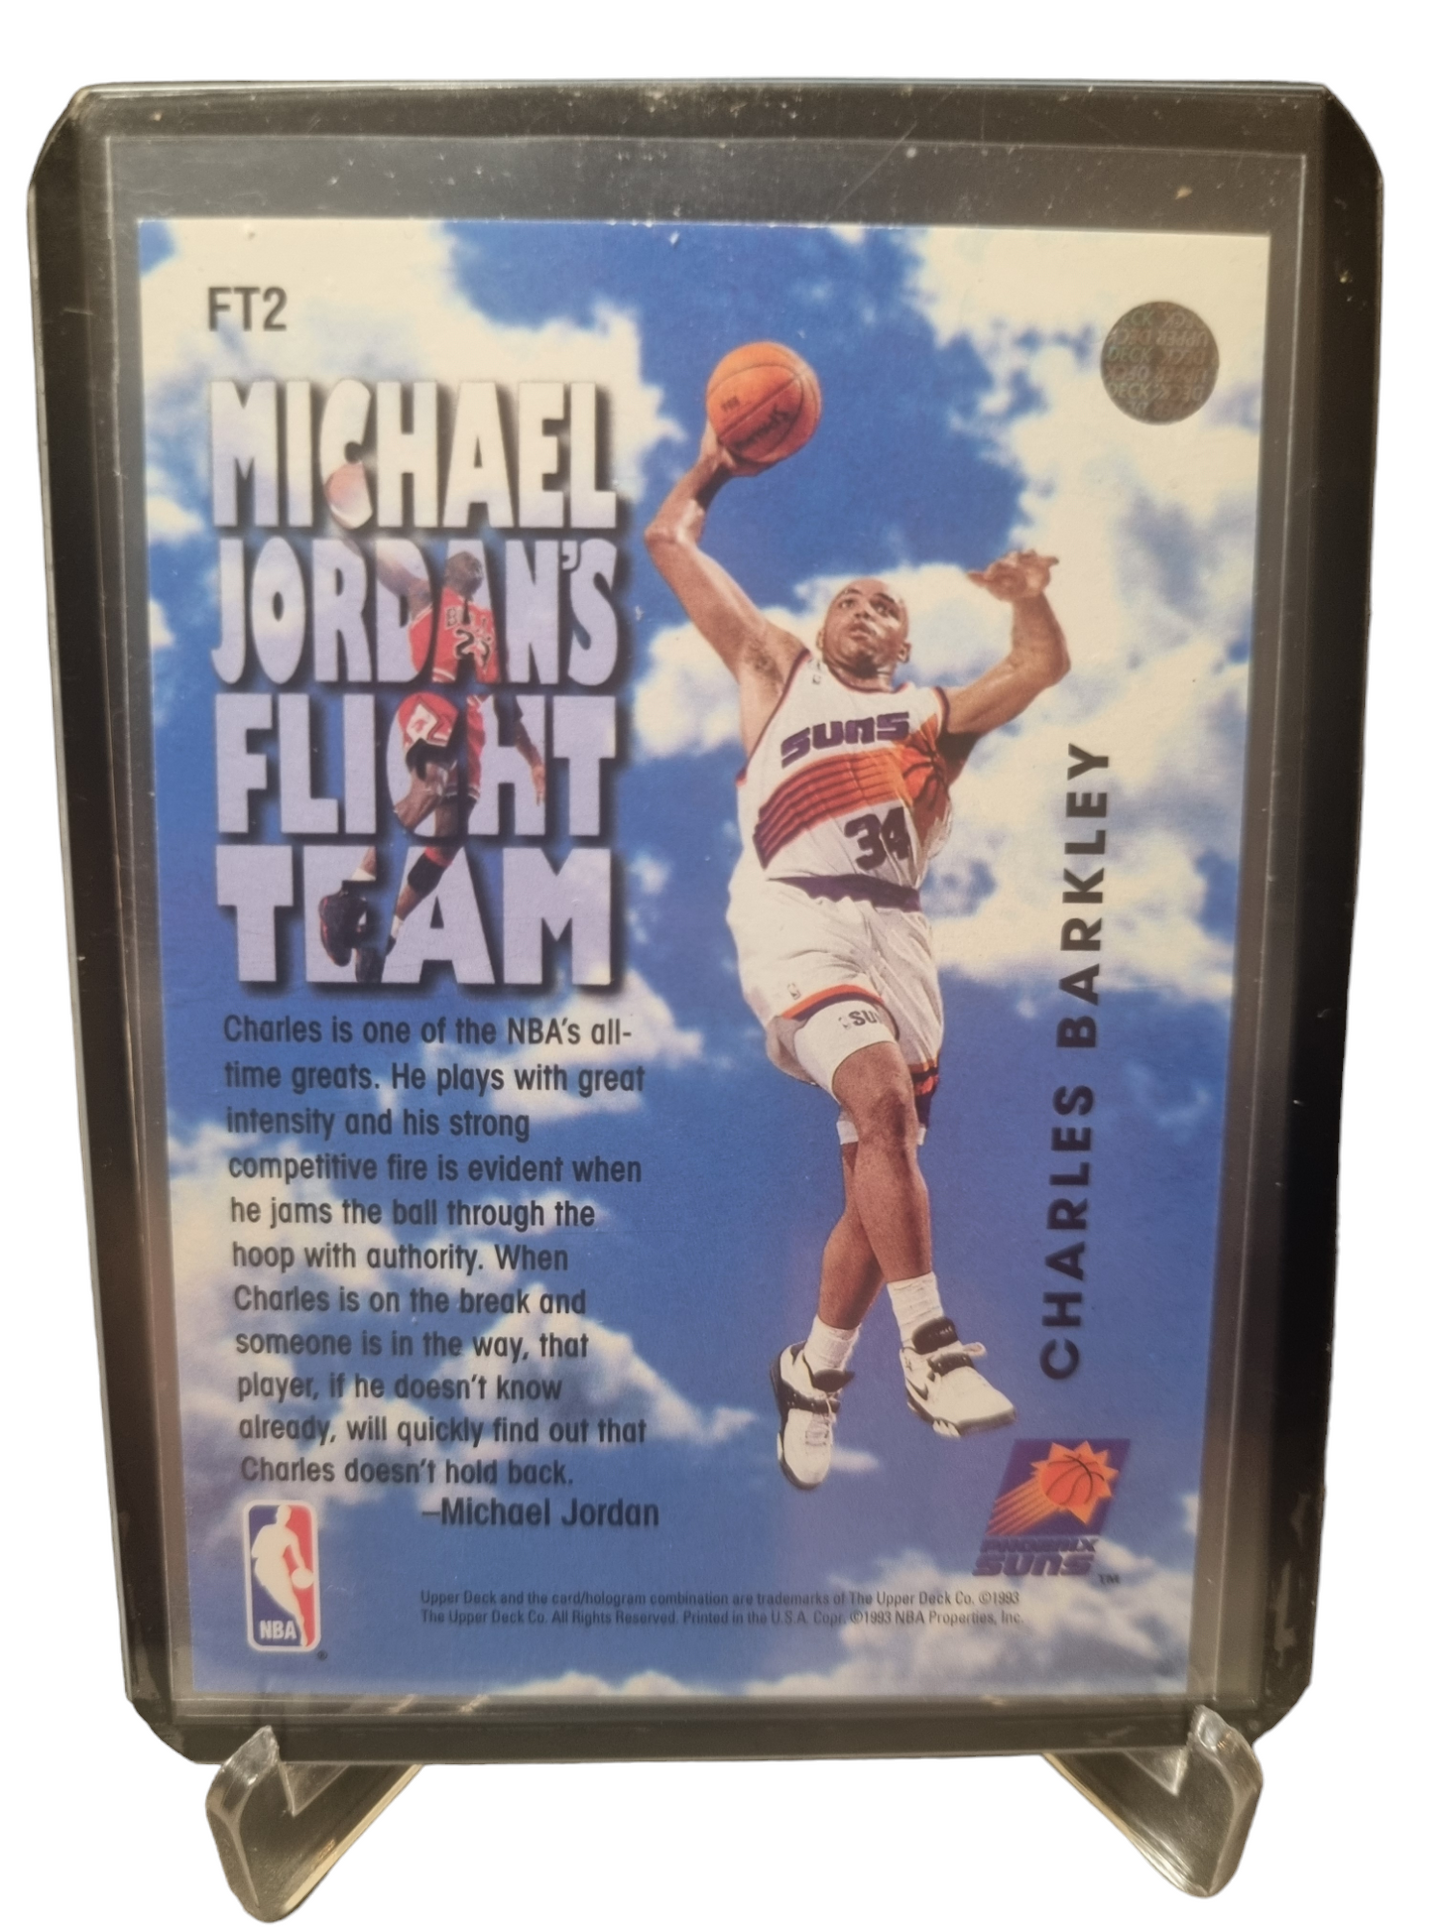 FT2
MICHAEL
JORDAN'S
FLIGHT
TEAM
SUNS
34
CHARLES BARKLEY
Charles is one of the NBA's all-
time greats. He plays with great
intensity and his strong
competitive fire is evident when
he jams the ball through the
hoop with authority. When
Charles is on the break and
someone is in the way, that
player, if he doesn't know
already, will quickly find out that
Charles doesn't hold back.
–Michael Jordan
PHOENIX
SUNS
™
NBA
®
Upper Deck and the card/hologram combination are trademarks of The Upper Deck Co. ©1993
The Upper Deck Co. All Rights Reserved. Printed in the U.S.A. Copr. ©1993 NBA Properties, Inc.